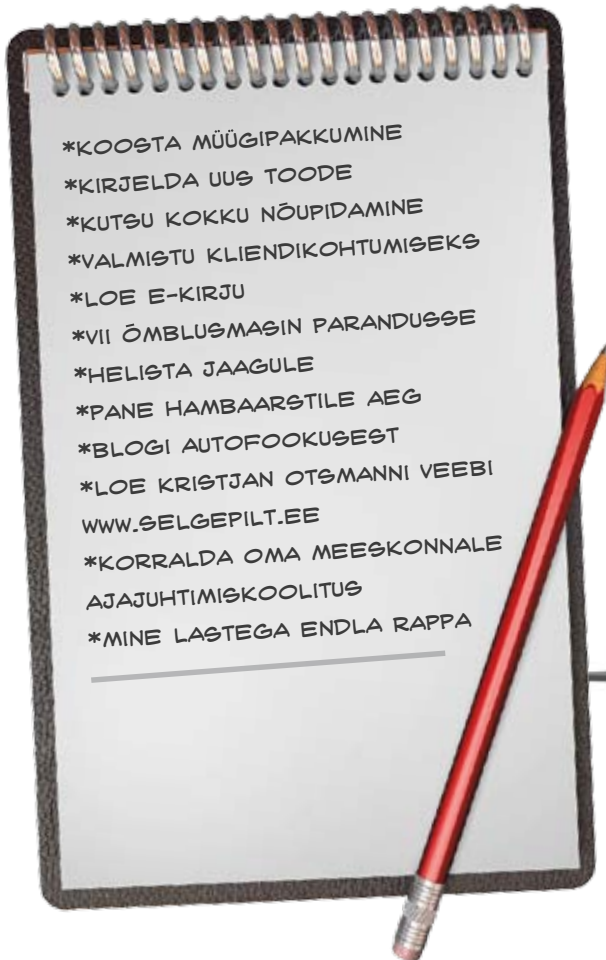 *KOOSTA MÜÜGIPAKKUMINE
*KIRJELDA UUS TOODE
*KUTSU KOKKU NÕUPIDAMINE
*VALMISTU KLIENDIKOHTUMISEKS
*LOE E-KIRJU
*VII ÕMBLUSMASIN PARANDUSSE
*HELISTA JAAGULE
*PANE HAMBAARSTILE AEG
*BLOGI AUTOFOOKUSEST
*LOE KRISTJAN OTSMANNI VEEBI
WWW.SELGEPILT.EE
*KORRALDA OMA MEESKONNALE
AJAJUHTIMISKOOLITUS
*MINE LASTEGA ENDLA RAPPA